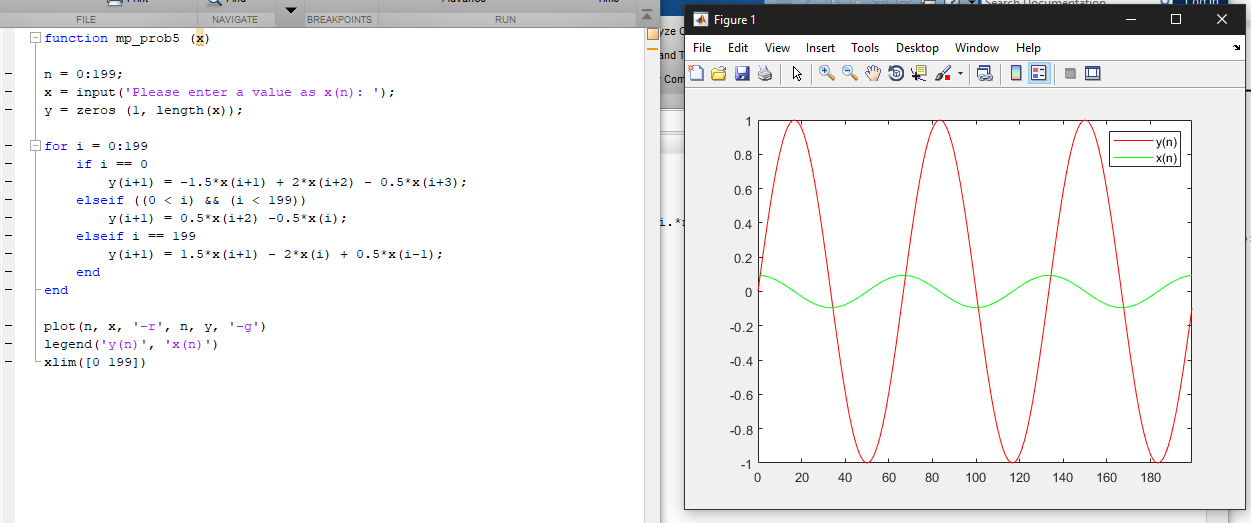 FILE NAVIGATE BREAKPOINTS RUN
function mp_prob5 (x)
n = 0:199;
x = input('Please enter a value as x(n): ');
y = zeros (1, length(x));
for i = 0:199
if i == 0
y(i+1) = -1.5*x(i+1) + 2*x(i+2) - 0.5*x(i+3);
elseif ((0 < i) && (i < 199))
y(i+1) = 0.5*x(i+2) -0.5*x(i);
elseif i == 199
y(i+1) = 1.5*x(i+1) - 2*x(i) + 0.5*x(i-1);
end
end
plot(n, x, '-r', n, y, '-g')
legend('y(n)', 'x(n)')
xlim([0 199])
Figure 1
File Edit View Insert Tools Desktop Window Help
1
0.8
0.6
0.4
0.2
0
-0.2
-0.4
-0.6
-0.8
-1
0 20 40 60 80 100 120 140 160 180
y(n)
x(n)